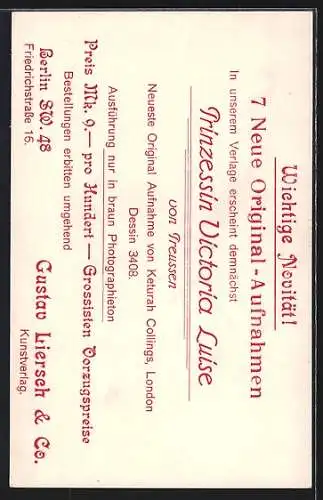 Wichtige Novität!
7 Neue Original-Aufnahmen
In unserem Verlage erscheint demnächst
Prinzessin Victoria Luise
von Preussen
Neueste Original Aufnahme von Keturah Collings, London
Dessin 3408.
Ausführung nur in braun Photographieton
Preis Mk. 9.— pro Hundert — Grossisten Vorzugspreise
Bestellungen erbitten umgehend
Gustav Liersch & Co.
Kunstverlag.
Berlin SW. 48
Friedrichstraße 16.